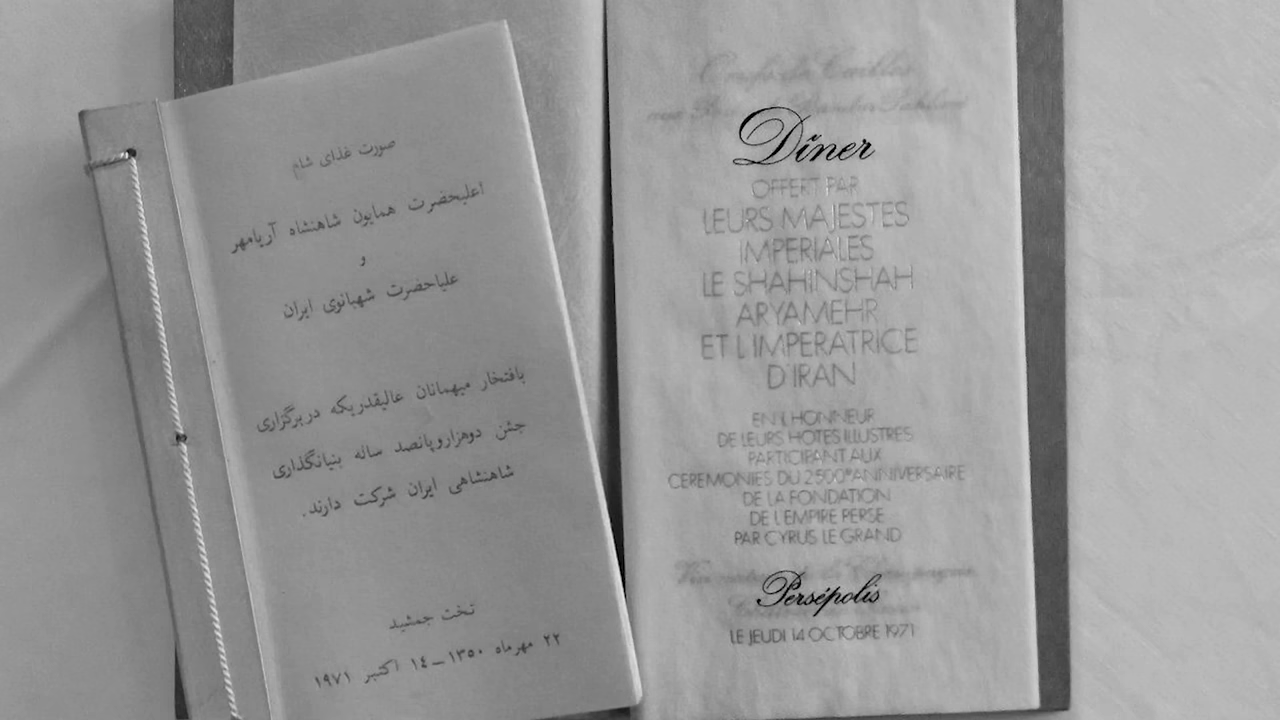 صورت غذای شام
اعلیحضرت همایون شاهنشاه آریامهر
و
علیاحضرت شهبانوی ایران
بافتخار میهمانان عالیقدریکه دربرگزاری
جشن دوهزاروپانصد ساله بنیانگذاری
شاهنشاهی ایران شرکت دارند.
تخت جمشید
۲۲ مهرماه ۱۳۵۰ – ۱٤ اکتبر ۱۹۷۱
Dîner
OFFERT PAR
LEURS MAJESTES
IMPERIALES
LE SHAHINSHAH
ARYAMEHR
ET L'IMPERATRICE
D'IRAN
EN L'HONNEUR
DE LEURS HOTES ILLUSTRES
PARTICIPANT AUX
CEREMONIES DU 2500e ANNIVERSAIRE
DE LA FONDATION
DE L'EMPIRE PERSE
PAR CYRUS LE GRAND
Persépolis
LE JEUDI 14 OCTOBRE 1971